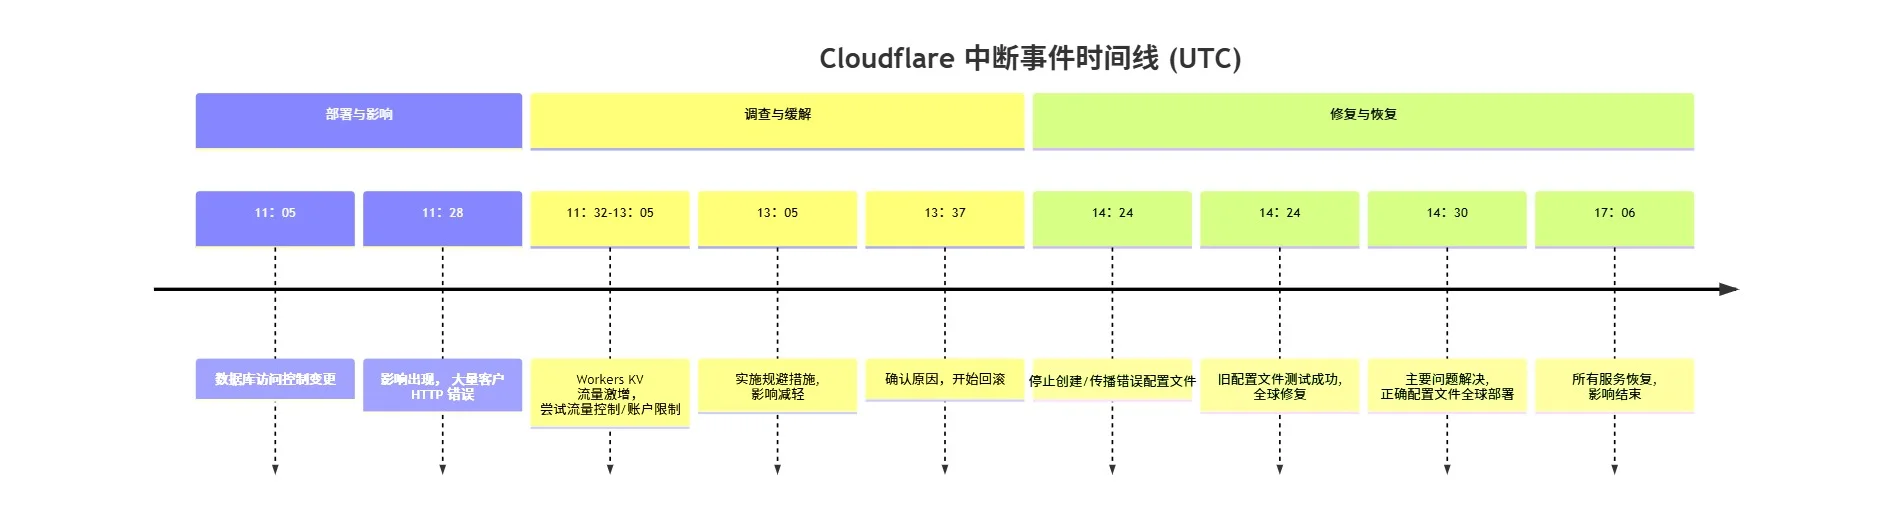 Cloudflare 中断事件时间线 (UTC)
部署与影响
调查与缓解
修复与恢复
11：05
11：28
11：32-13：05
13：05
13：37
14：24
14：24
14：30
17：06
数据库访问控制变更
影响出现， 大量客户
HTTP 错误
Workers KV
流量激增，
尝试流量控制/账户限制
实施规避措施，
影响减轻
确认原因，开始回滚
停止创建/传播错误配置文件
旧配置文件测试成功，
全球修复
主要问题解决，
正确配置文件全球部署
所有服务恢复，
影响结束